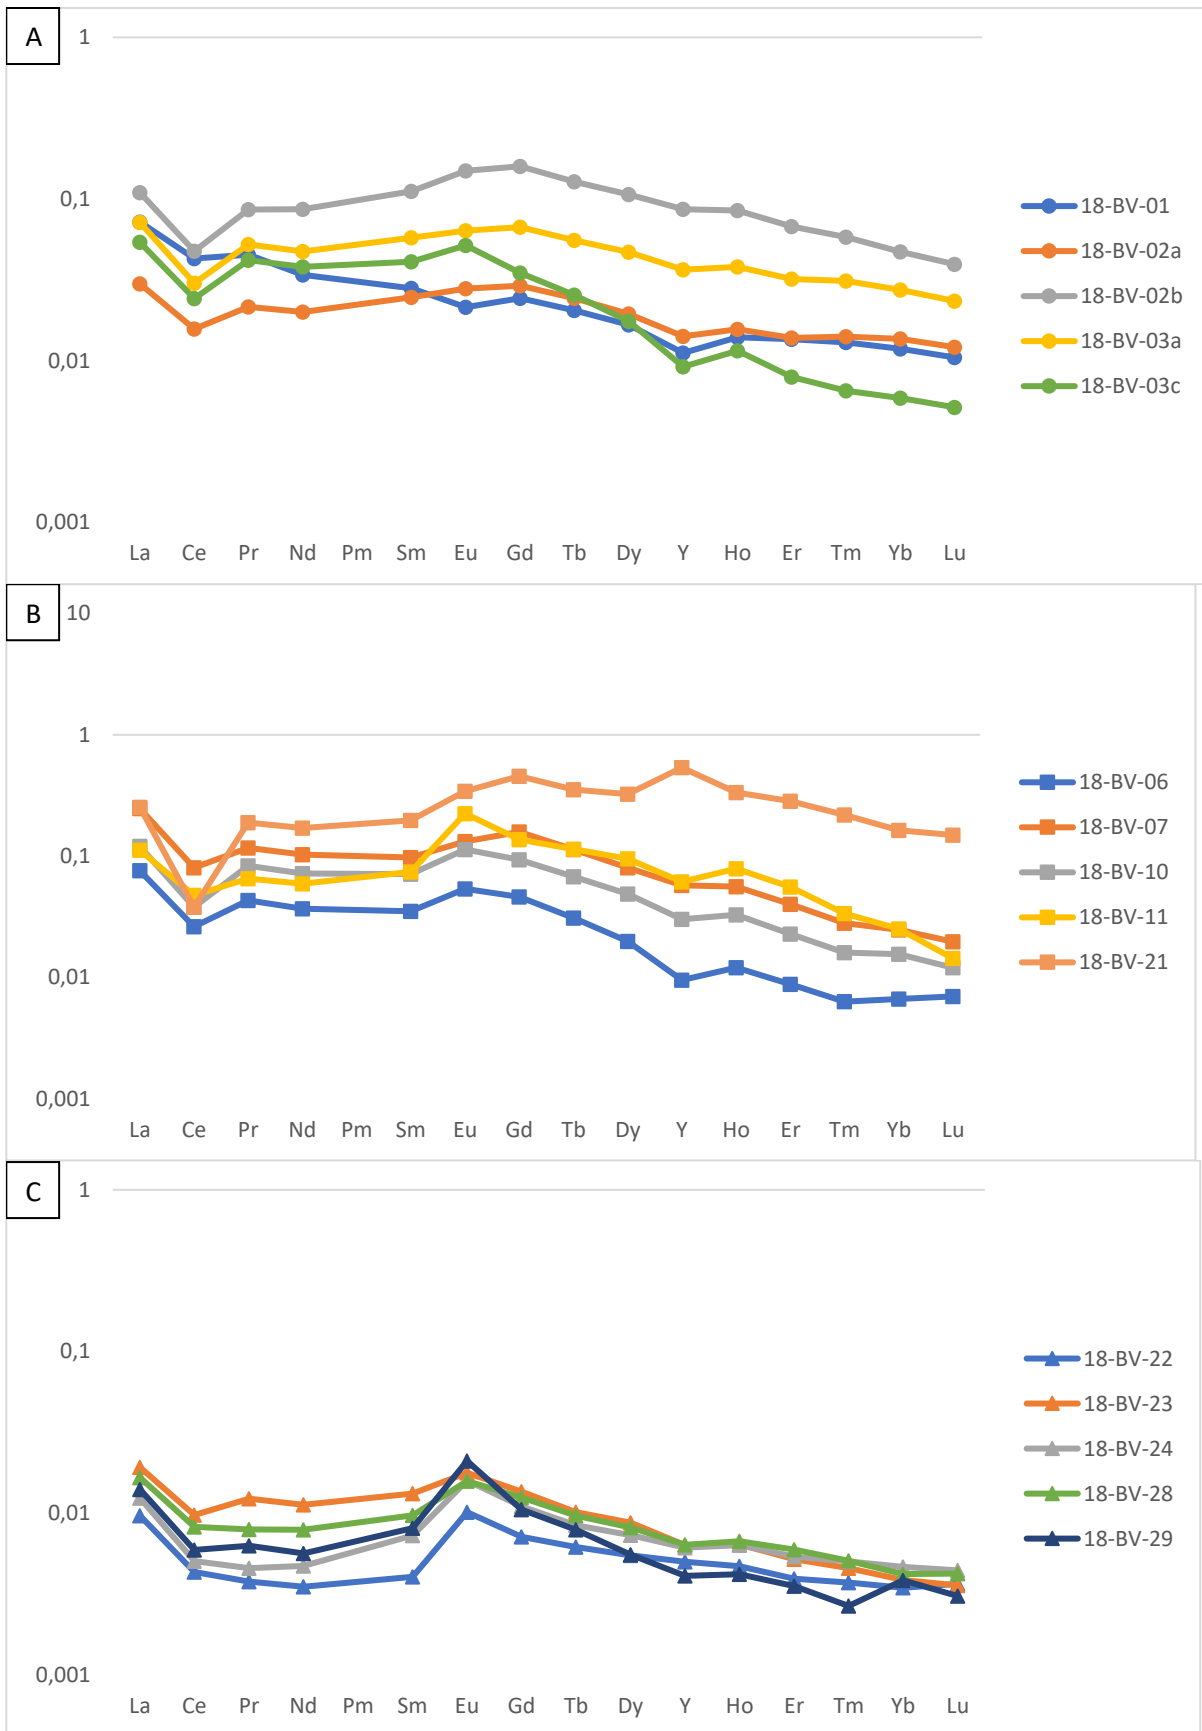 A
1
0,1
0,01
0,001
La Ce Pr Nd Pm Sm Eu Gd Tb Dy Y Ho Er Tm Yb Lu
18-BV-01
18-BV-02a
18-BV-02b
18-BV-03a
18-BV-03c
B
10
1
0,1
0,01
0,001
La Ce Pr Nd Pm Sm Eu Gd Tb Dy Y Ho Er Tm Yb Lu
18-BV-06
18-BV-07
18-BV-10
18-BV-11
18-BV-21
C
1
0,1
0,01
0,001
La Ce Pr Nd Pm Sm Eu Gd Tb Dy Y Ho Er Tm Yb Lu
18-BV-22
18-BV-23
18-BV-24
18-BV-28
18-BV-29